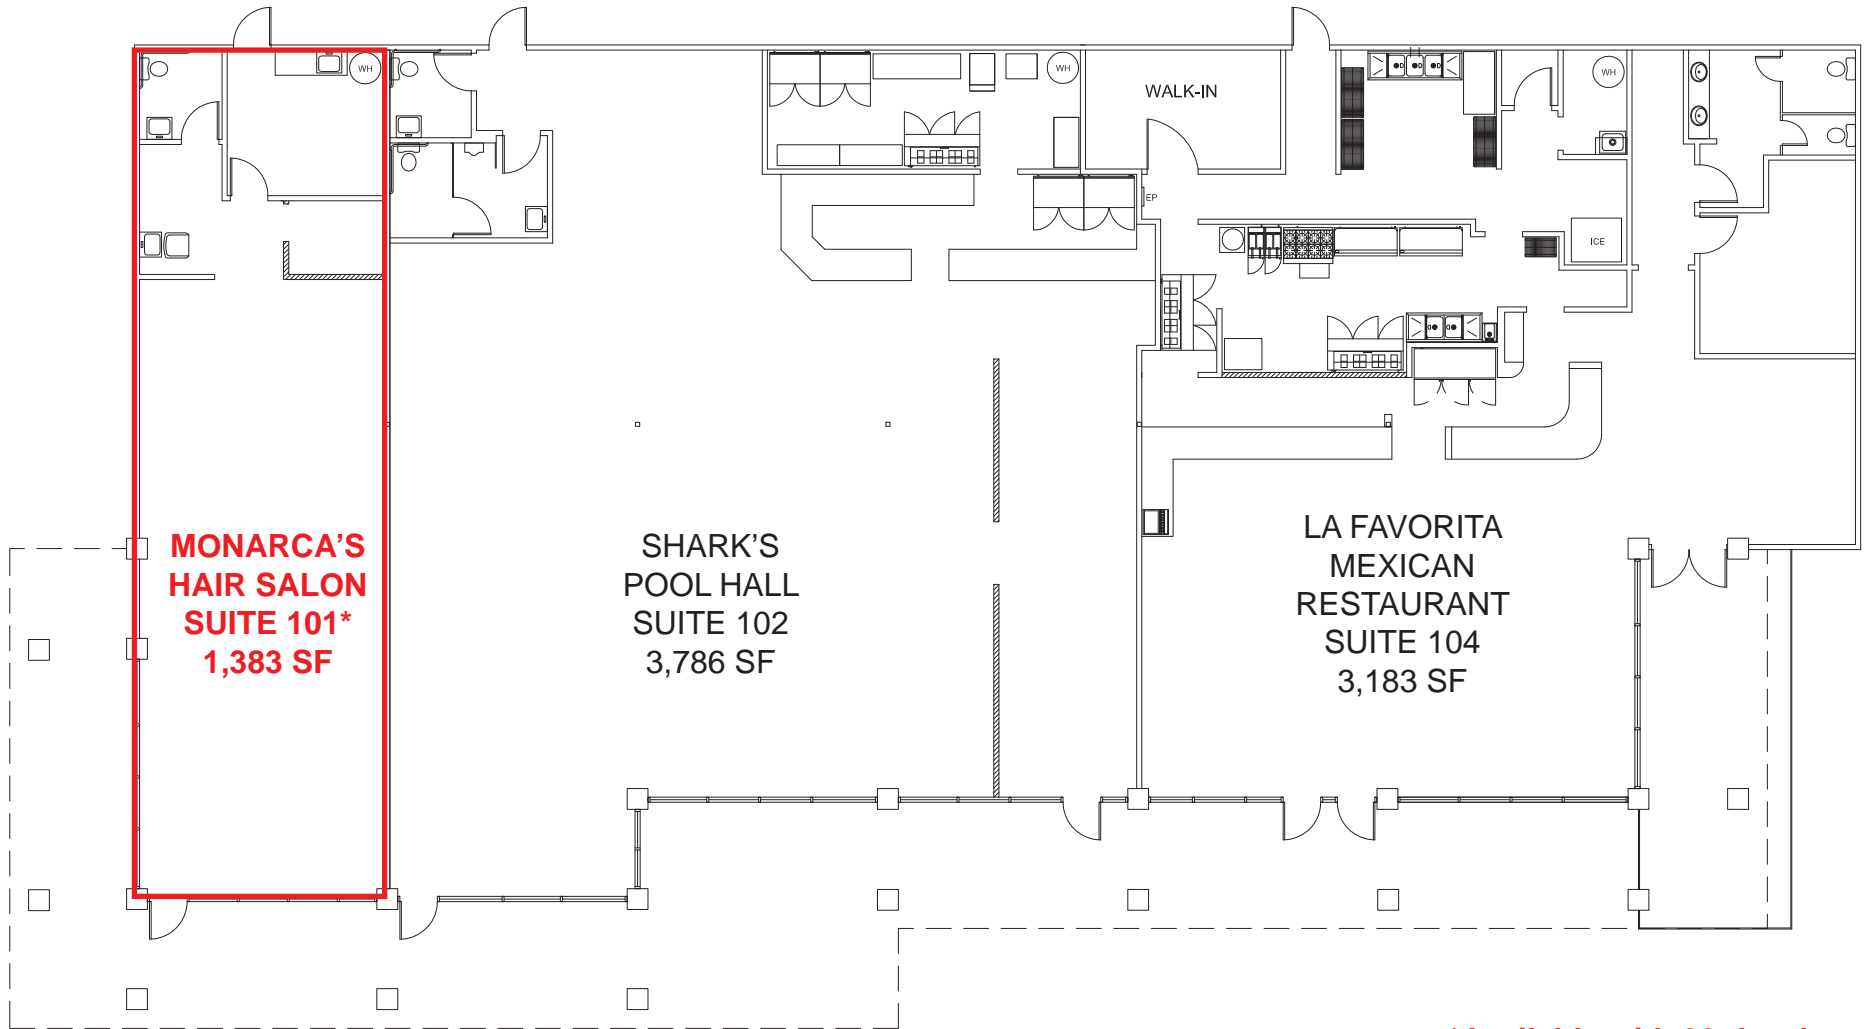 WH
WH
WALK-IN
WH
EP
ICE
MONARCA'S
HAIR SALON
SUITE 101*
1,383 SF
SHARK'S
POOL HALL
SUITE 102
3,786 SF
LA FAVORITA
MEXICAN
RESTAURANT
SUITE 104
3,183 SF